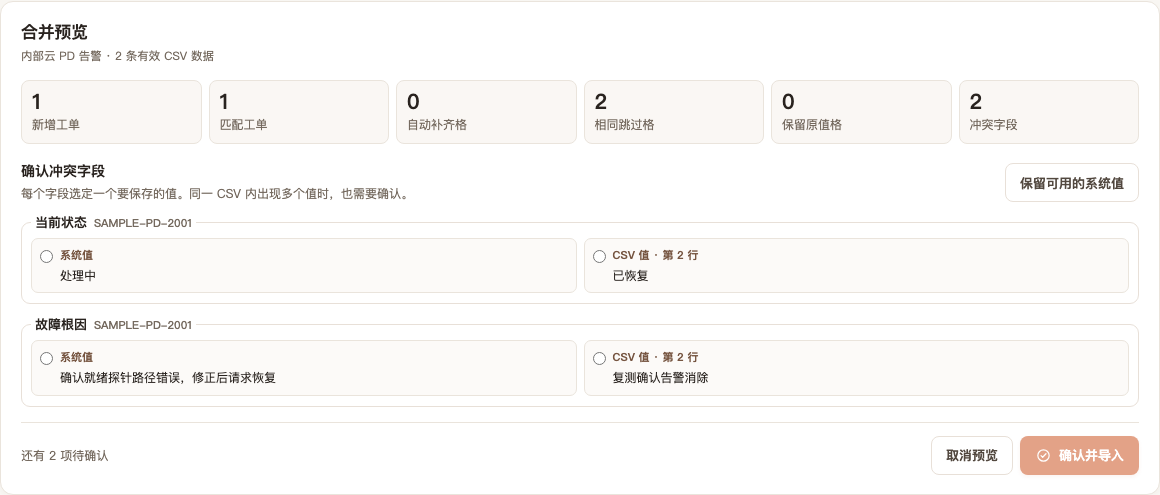 合并预览
内部云 PD 告警 · 2 条有效 CSV 数据
1
新增工单
1
匹配工单
0
自动补齐格
2
相同跳过格
0
保留原值格
2
冲突字段
确认冲突字段
每个字段选定一个要保存的值。同一 CSV 内出现多个值时，也需要确认。
保留可用的系统值
当前状态 SAMPLE-PD-2001
系统值
处理中
CSV 值 · 第 2 行
已恢复
故障根因 SAMPLE-PD-2001
系统值
确认就绪探针路径错误，修正后请求恢复
CSV 值 · 第 2 行
复测确认告警消除
还有 2 项待确认
取消预览
确认并导入